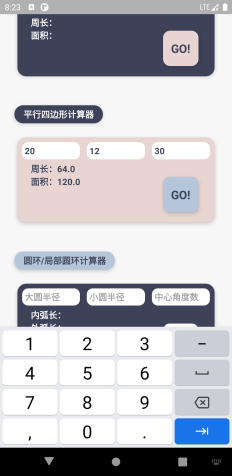 8:23
LTE
周长:
面积:
GO!
平行四边形计算器
20 12 30
周长: 64.0
面积: 120.0
GO!
圆环/局部圆环计算器
大圆半径 小圆半径 中心角度数
内弧长:
1 2 3 −
4 5 6
7 8 9
, 0 .